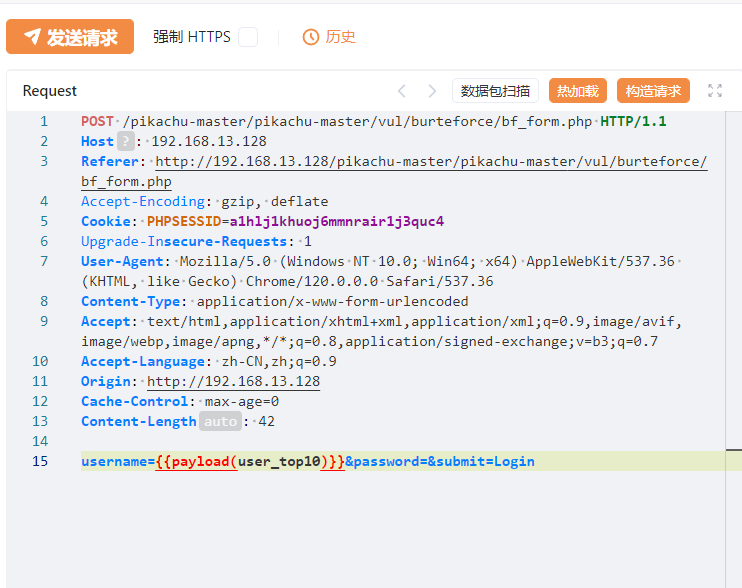 发送请求 强制 HTTPS 历史
Request 数据包扫描 热加载 构造请求
1 POST /pikachu-master/pikachu-master/vul/burteforce/bf_form.php HTTP/1.1
2 Host ? : 192.168.13.128
3 Referer: http://192.168.13.128/pikachu-master/pikachu-master/vul/burteforce/
bf_form.php
4 Accept-Encoding: gzip, deflate
5 Cookie: PHPSESSID=a1hlj1khuoj6mmnrair1j3quc4
6 Upgrade-Insecure-Requests: 1
7 User-Agent: Mozilla/5.0 (Windows NT 10.0; Win64; x64) AppleWebKit/537.36
(KHTML, like Gecko) Chrome/120.0.0.0 Safari/537.36
8 Content-Type: application/x-www-form-urlencoded
9 Accept: text/html,application/xhtml+xml,application/xml;q=0.9,image/avif,
image/webp,image/apng,*/*;q=0.8,application/signed-exchange;v=b3;q=0.7
10 Accept-Language: zh-CN,zh;q=0.9
11 Origin: http://192.168.13.128
12 Cache-Control: max-age=0
13 Content-Length auto : 42
14
15 username={{payload(user_top10)}}&password=&submit=Login